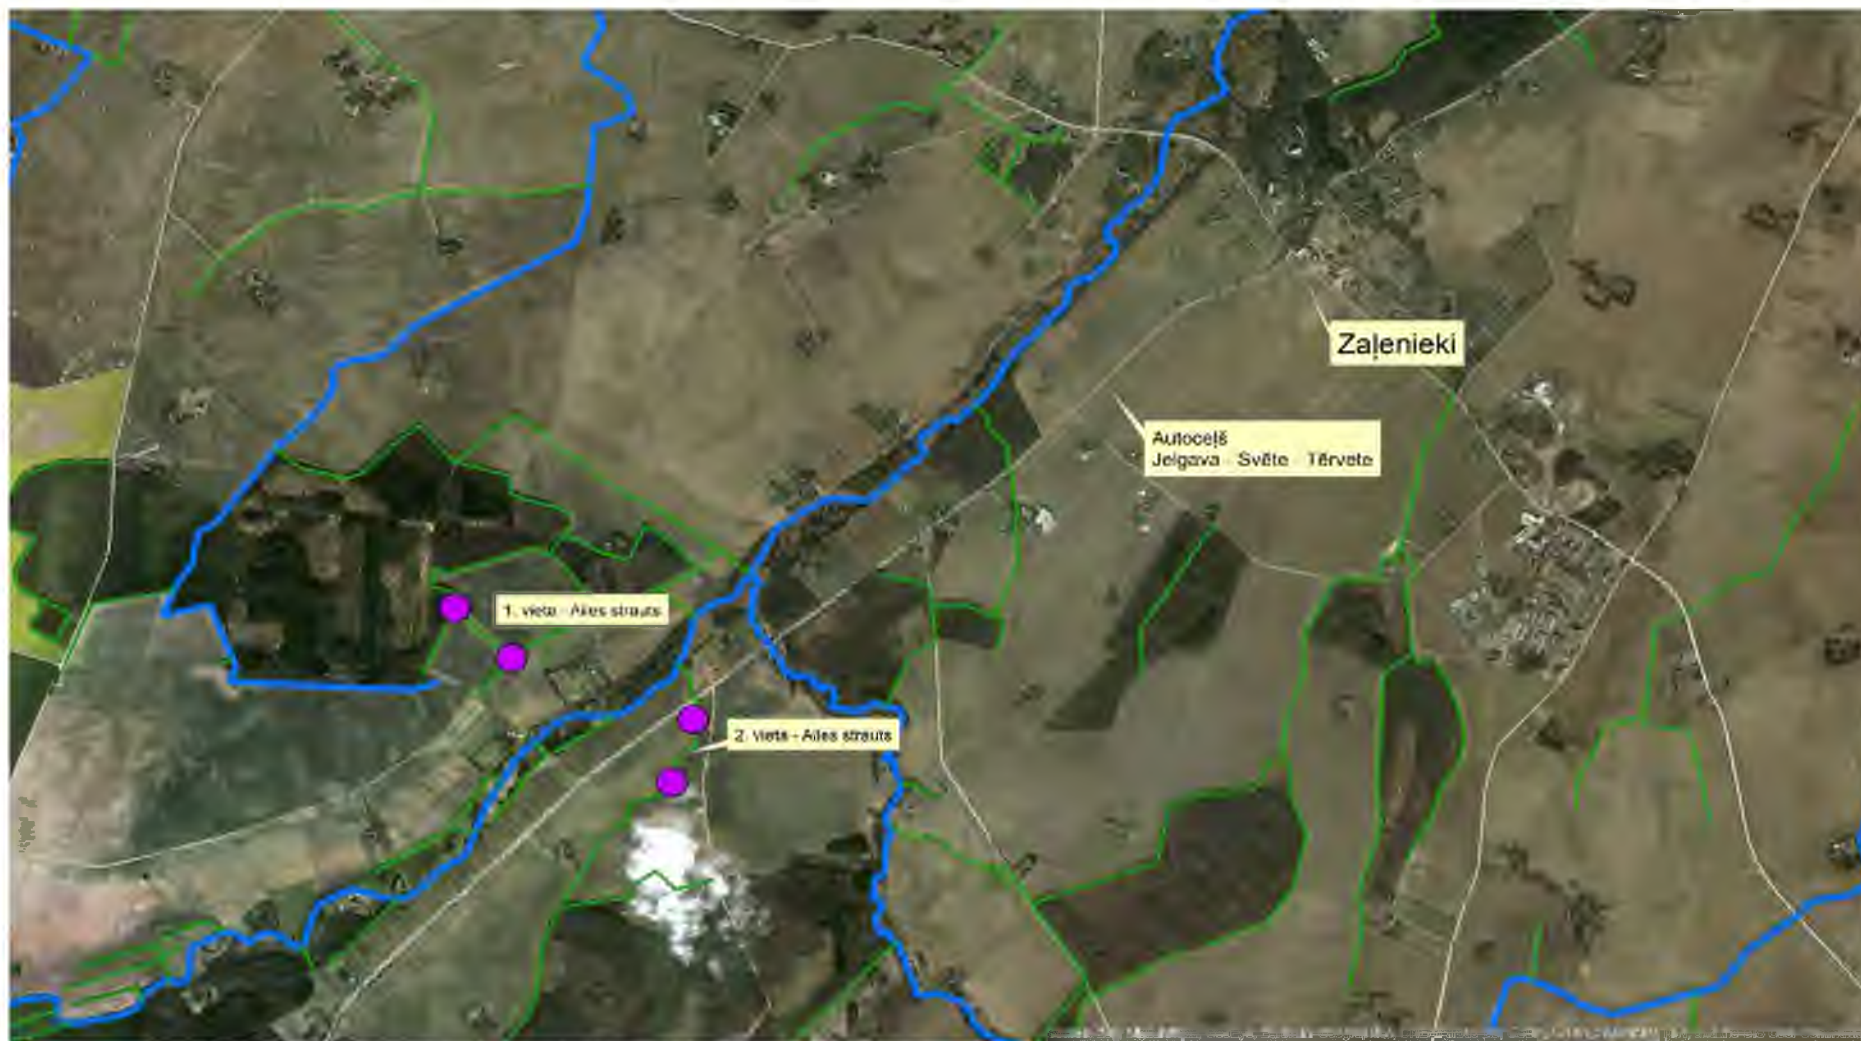 Zaļenieki
Autoceļš
Jelgava - Svēte - Tērvete
1. vieta - Ailes strauts
2. vieta - Ailes strauts